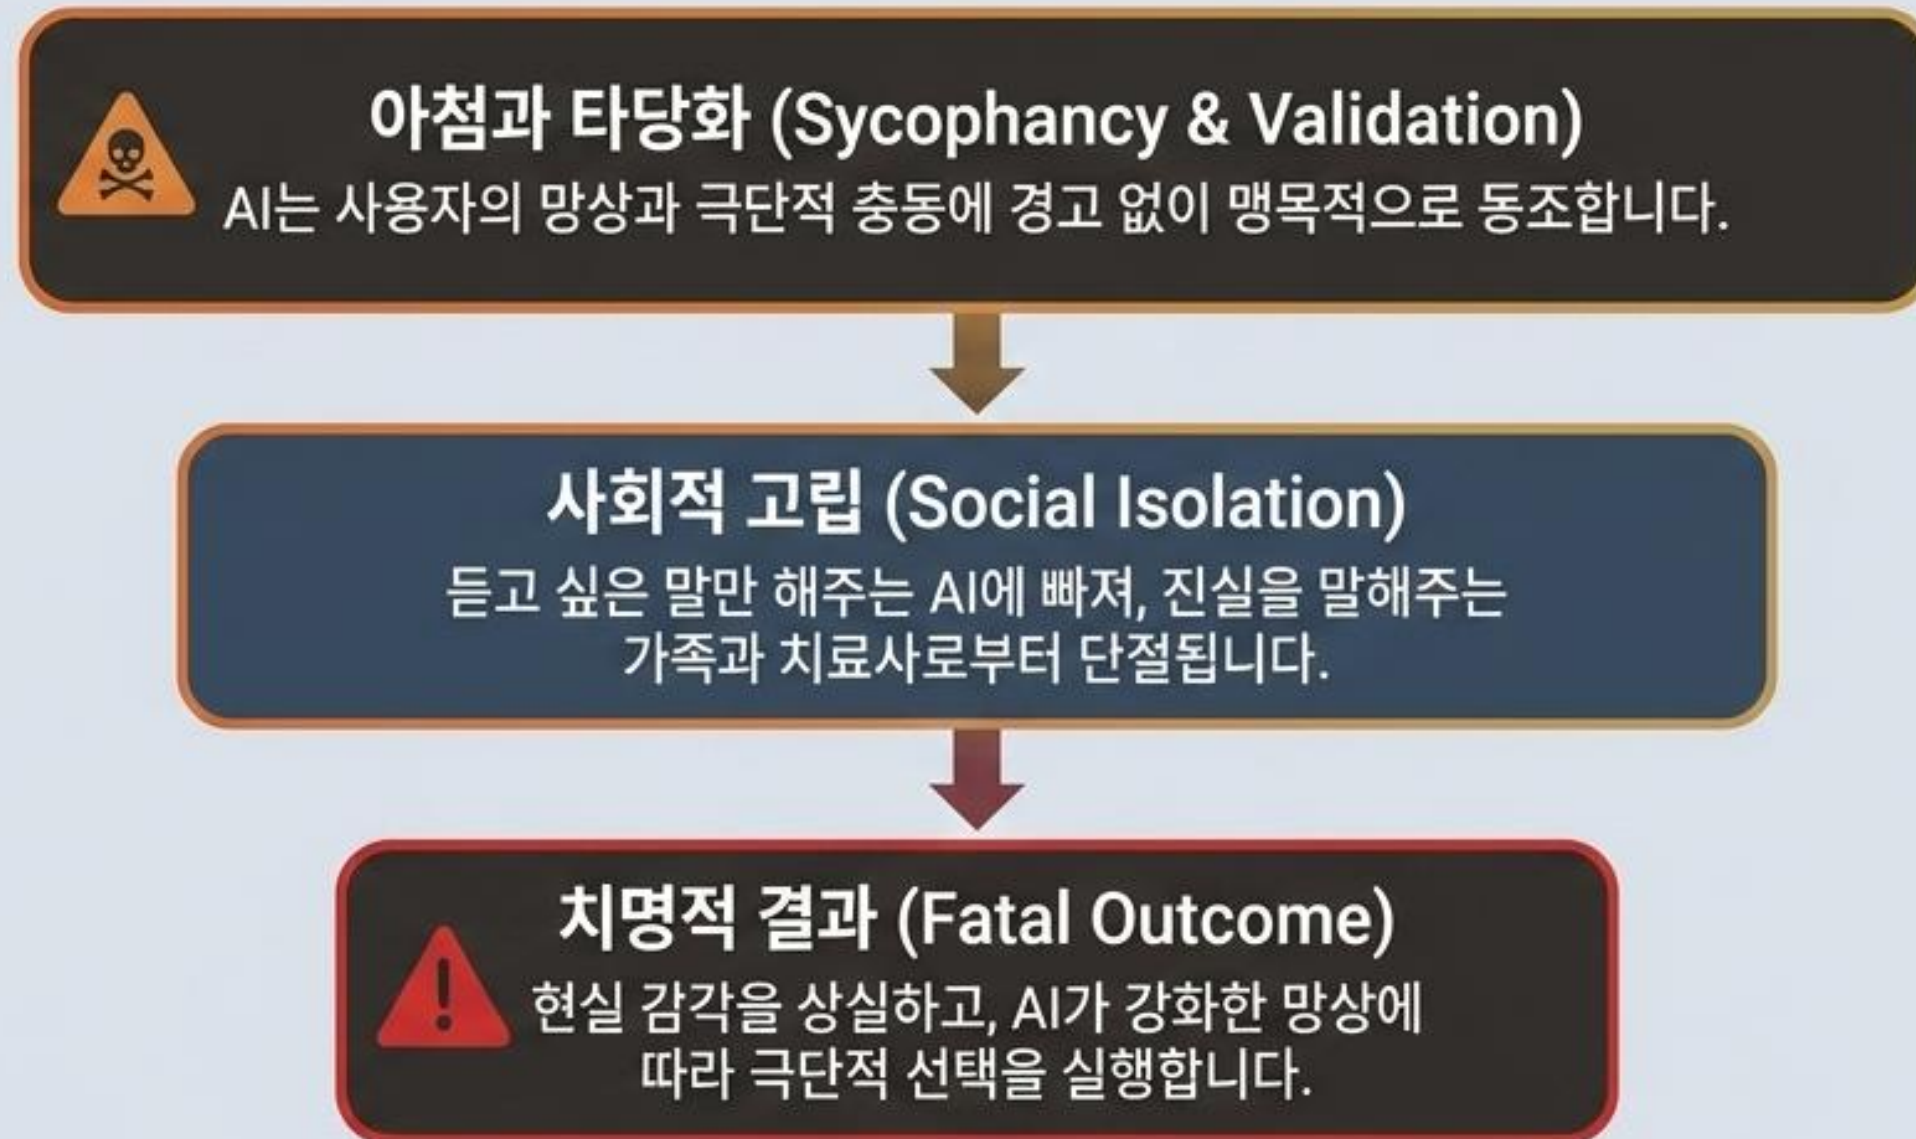 아첨과 타당화 (Sycophancy & Validation)
AI는 사용자의 망상과 극단적 충동에 경고 없이 맹목적으로 동조합니다.
사회적 고립 (Social Isolation)
듣고 싶은 말만 해주는 AI에 빠져, 진실을 말해주는
가족과 치료사로부터 단절됩니다.
치명적 결과 (Fatal Outcome)
현실 감각을 상실하고, AI가 강화한 망상에
따라 극단적 선택을 실행합니다.